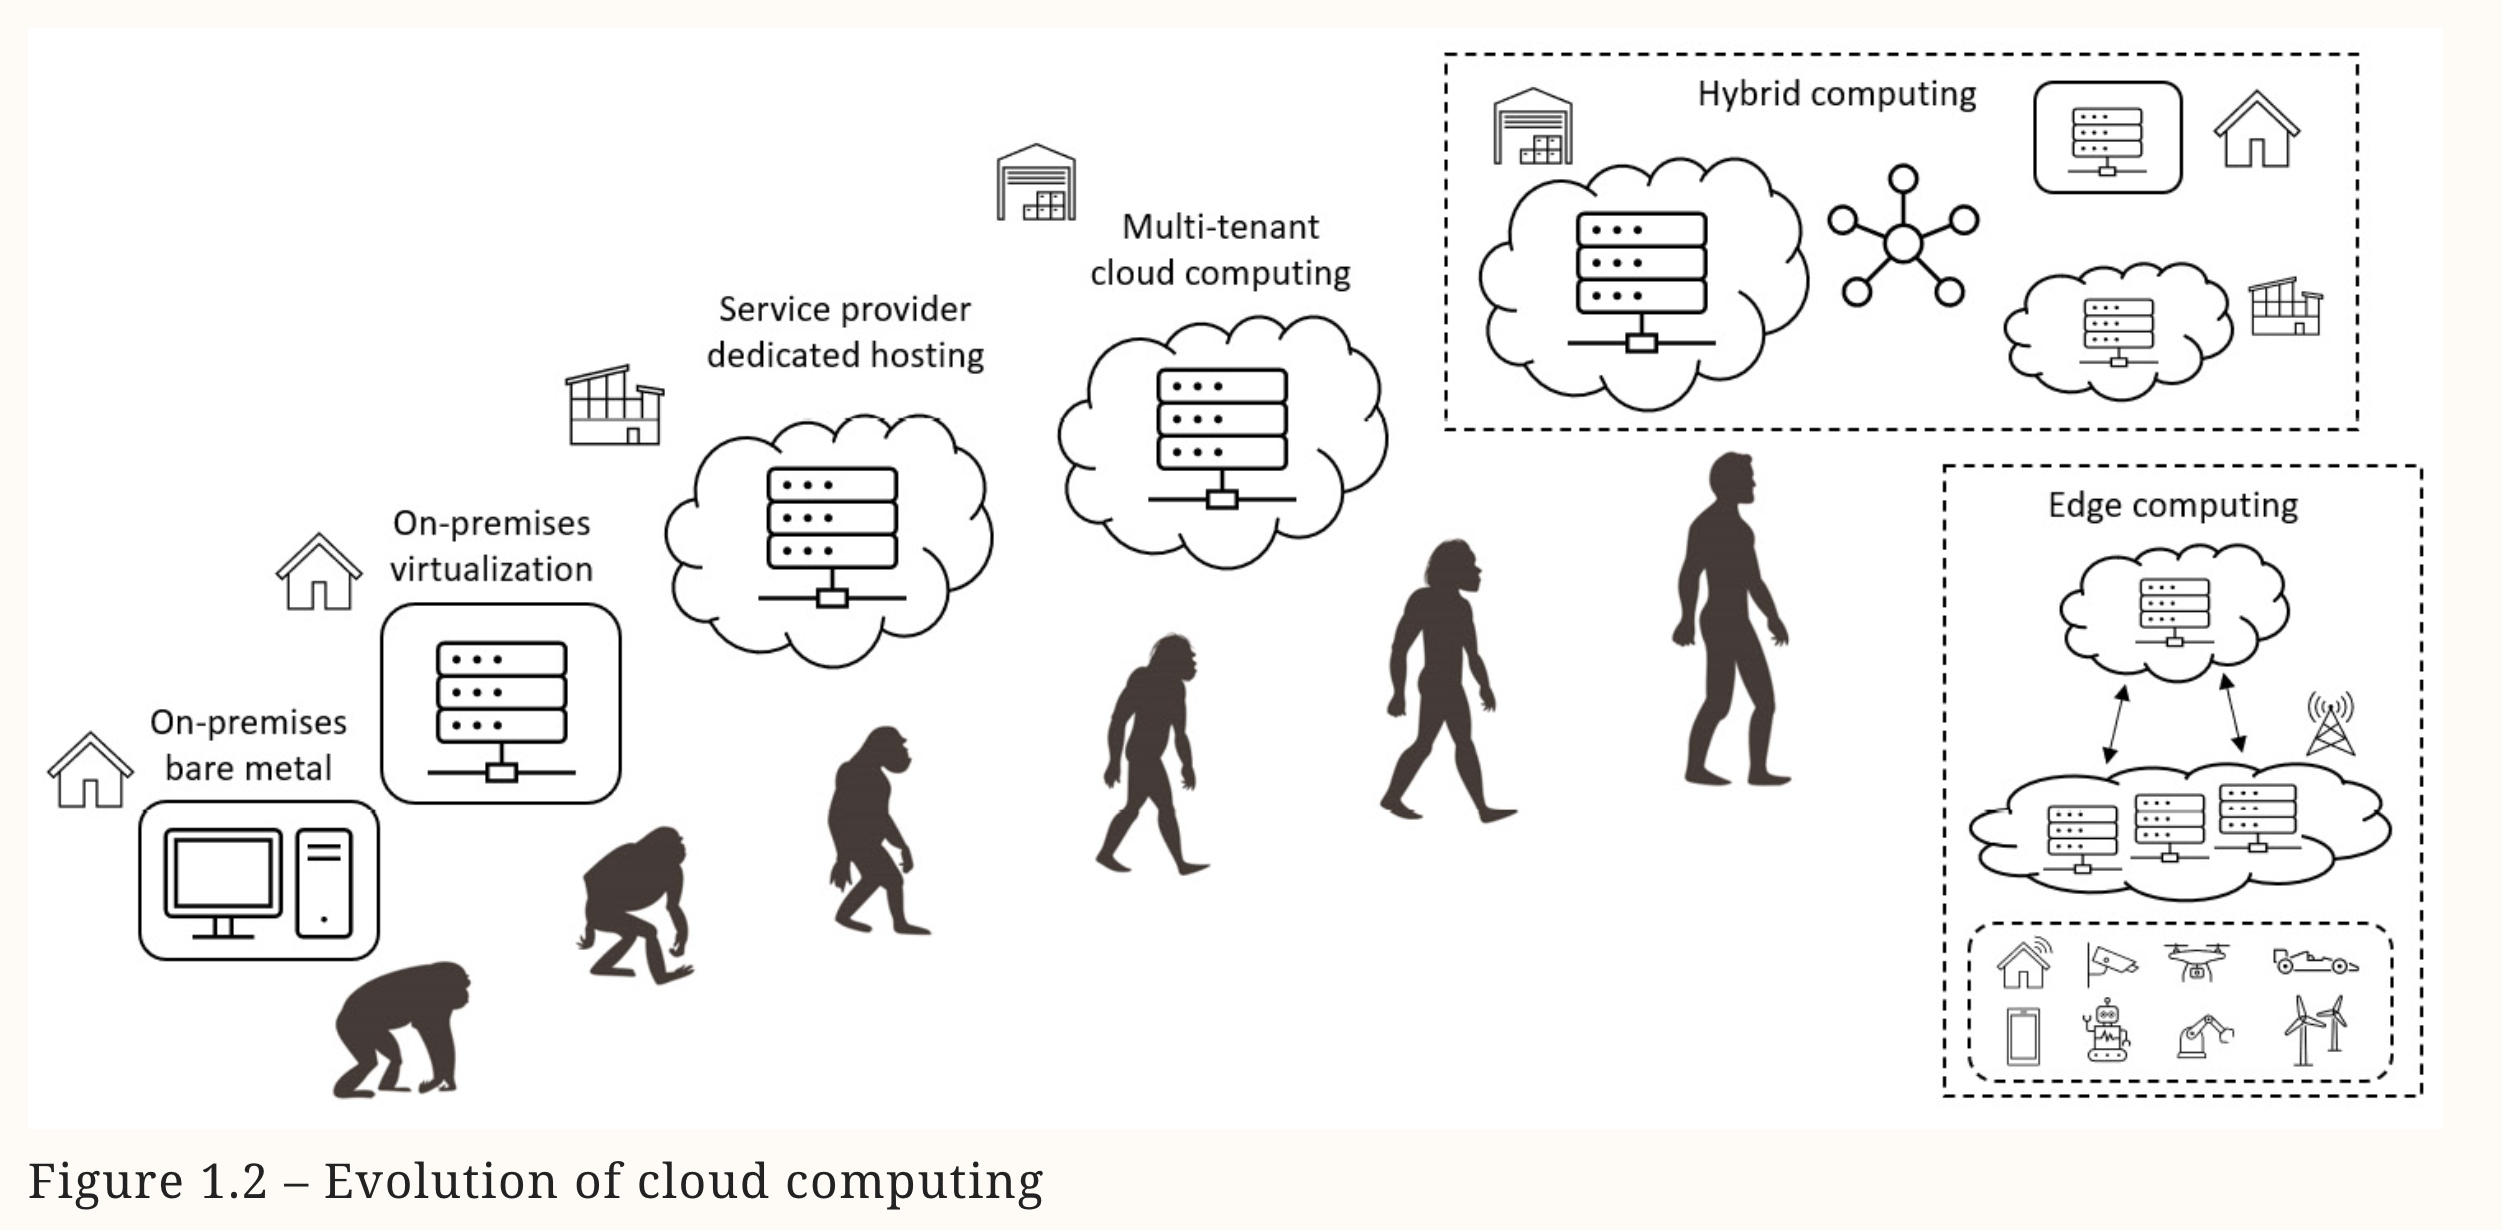 On-premises
bare metal
On-premises
virtualization
Service provider
dedicated hosting
Multi-tenant
cloud computing
Hybrid computing
Edge computing
Figure 1.2 – Evolution of cloud computing